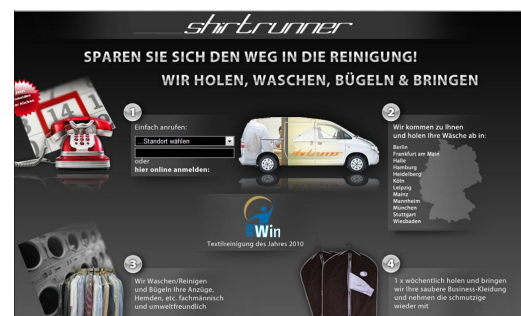 shirtrunner
SPAREN SIE SICH DEN WEG IN DIE REINIGUNG!
WIR HOLEN, WASCHEN, BÜGELN & BRINGEN
1
Einfach anrufen:
...Standort wählen
oder
hier online anmelden:
shirtrunner
2
Wir kommen zu Ihnen
und holen Ihre Wäsche ab in:
Berlin
Frankfurt am Main
Halle
Hamburg
Heidelberg
Köln
Leipzig
Mainz
Mannheim
München
Stuttgart
Wiesbaden
Win
Textilreinigung des Jahres 2010
3
Wir Waschen/Reinigen
und Bügeln Ihre Anzüge,
Hemden, etc. fachmännisch
und umweltfreundlich
4
1 x wöchentlich holen und bringen
wir Ihre saubere Business-Kleidung
und nehmen die schmutzige
wieder mit